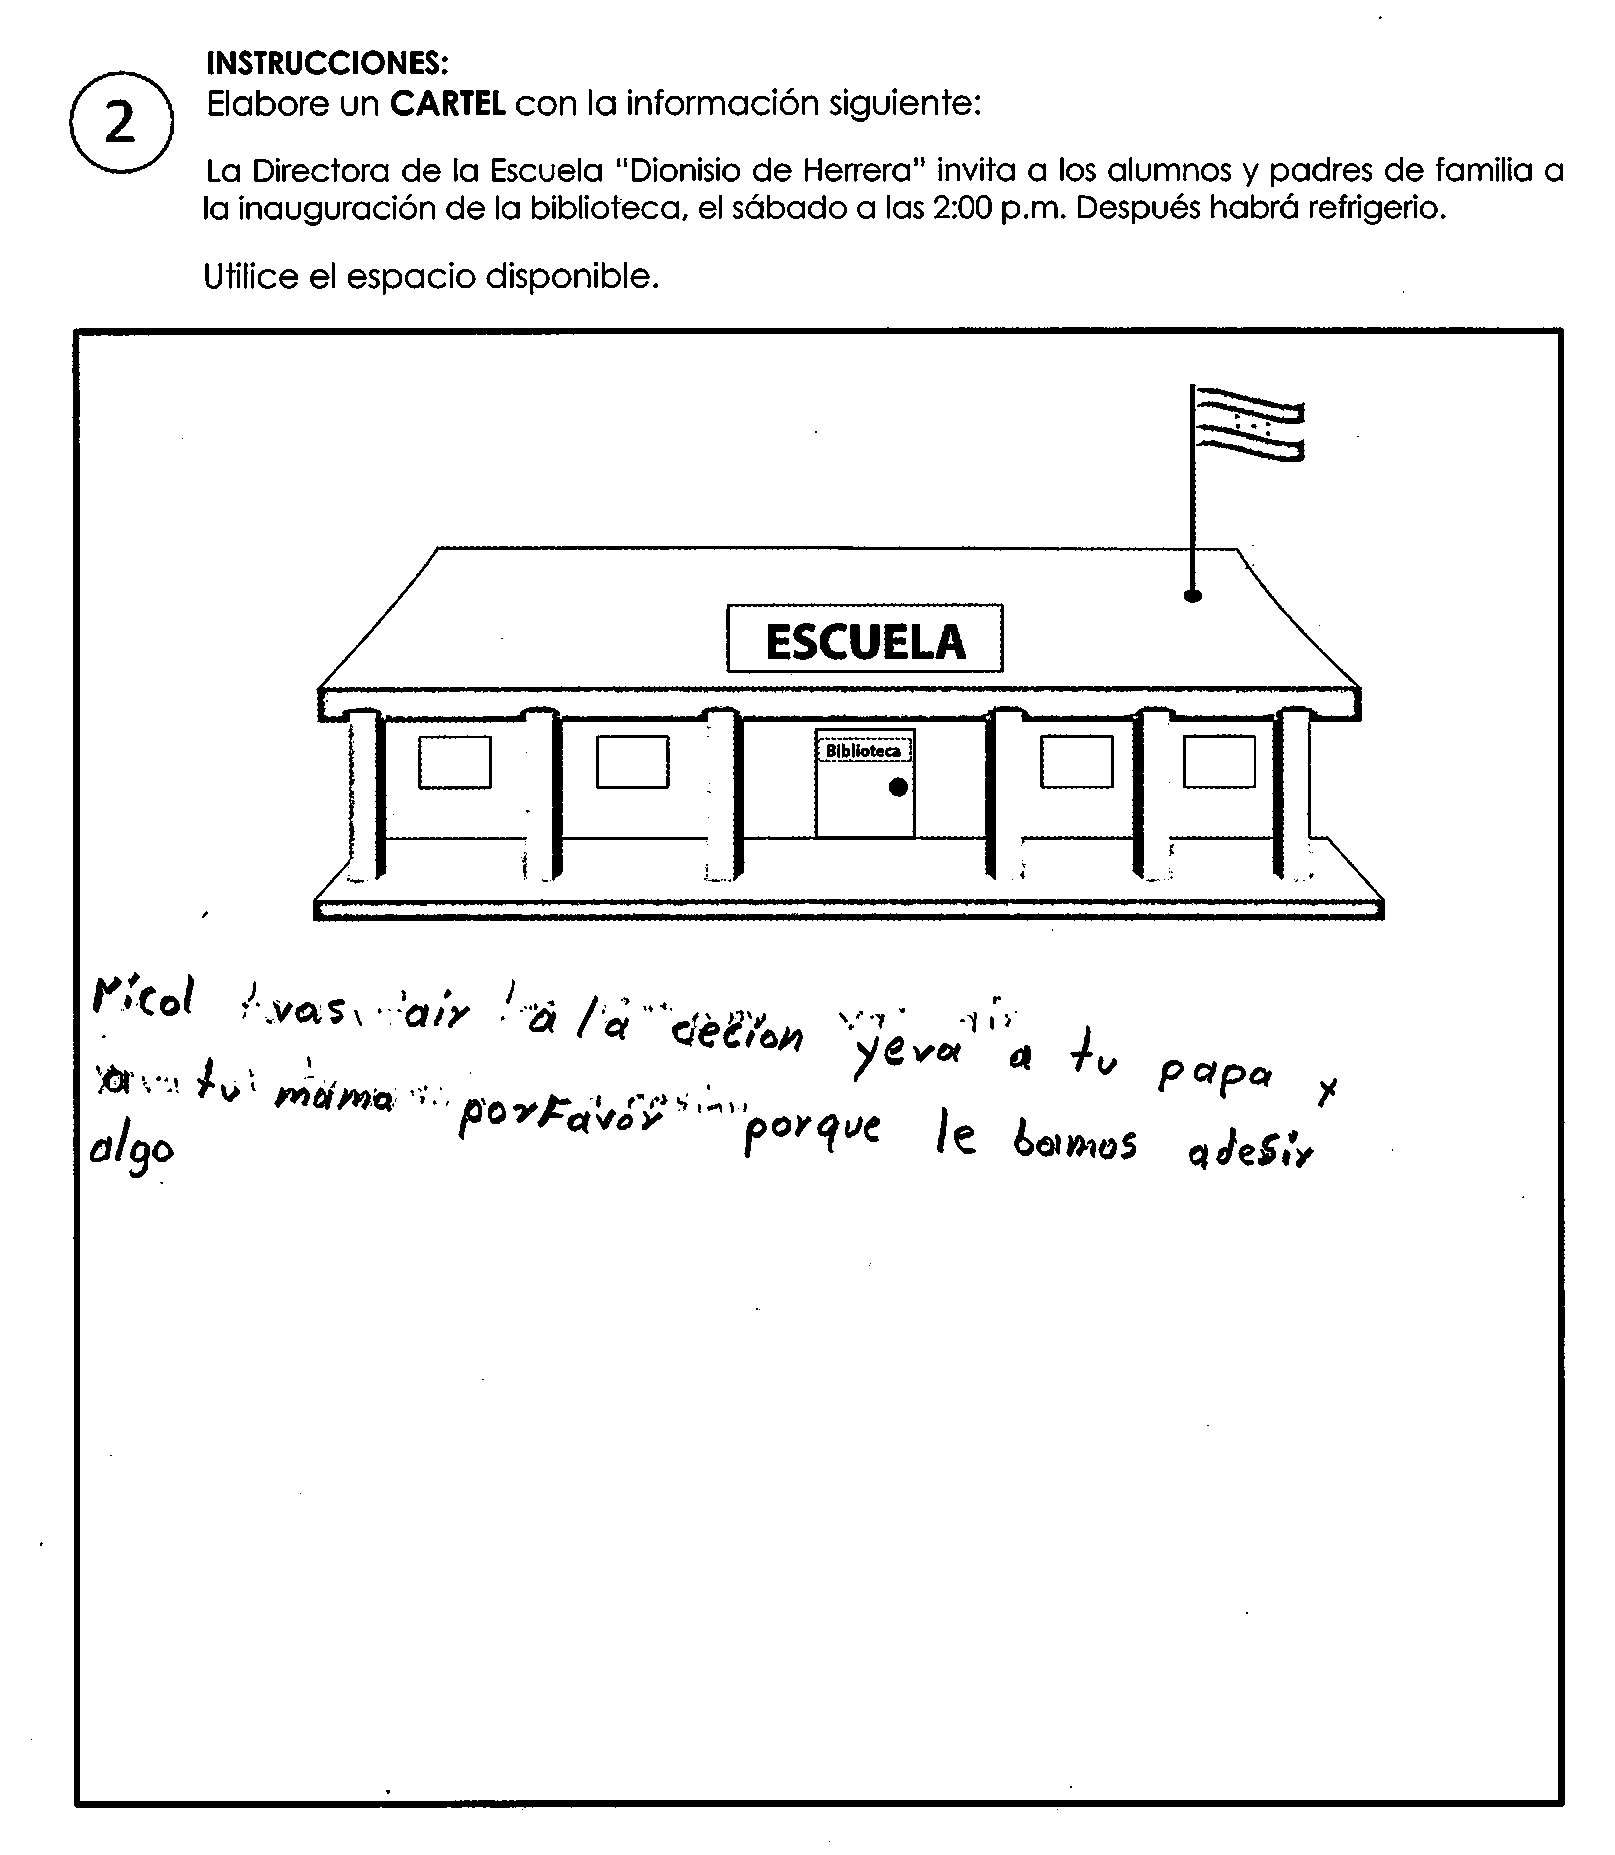 INSTRUCCIONES:
2
Elabore un CARTEL con la información siguiente:
La Directora de la Escuela "Dionisio de Herrera" invita a los alumnos y padres de familia a
la inauguración de la biblioteca, el sábado a las 2:00 p.m. Después habrá refrigerio.
Utilice el espacio disponible.
ESCUELA
Biblioteca
Nicol vas air a la decion yeva a tu papa y
a tu mama porFavor porque le bamos adesir
algo